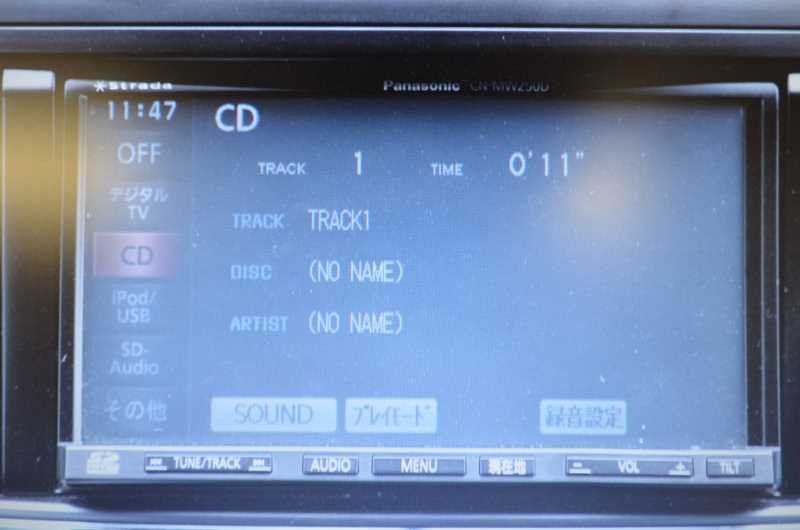 Strada
Panasonic CN-MW250D
11:47
CD
OFF
TRACK 1 TIME 0'11"
デジタル
TV
TRACK TRACK1
CD
DISC (NO NAME)
iPod/
USB
ARTIST (NO NAME)
SD-
Audio
その他
SOUND プレイモード 録音設定
TUNE/TRACK AUDIO MENU 現在地 VOL TILT